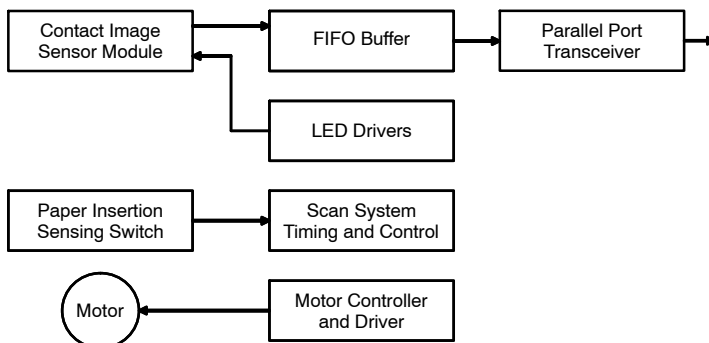 Contact Image
Sensor Module
FIFO Buffer
Parallel Port
Transceiver
LED Drivers
Paper Insertion
Sensing Switch
Scan System
Timing and Control
Motor
Motor Controller
and Driver